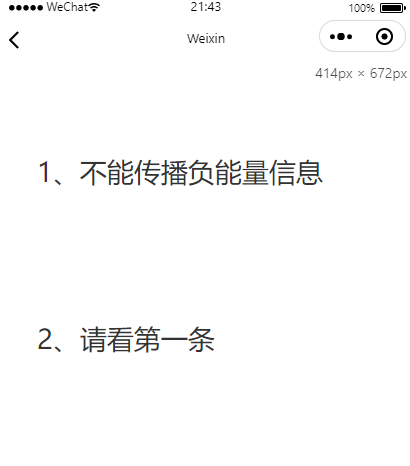 ●●●●● WeChat 21:43 100%
Weixin
414px × 672px
1、不能传播负能量信息
2、请看第一条